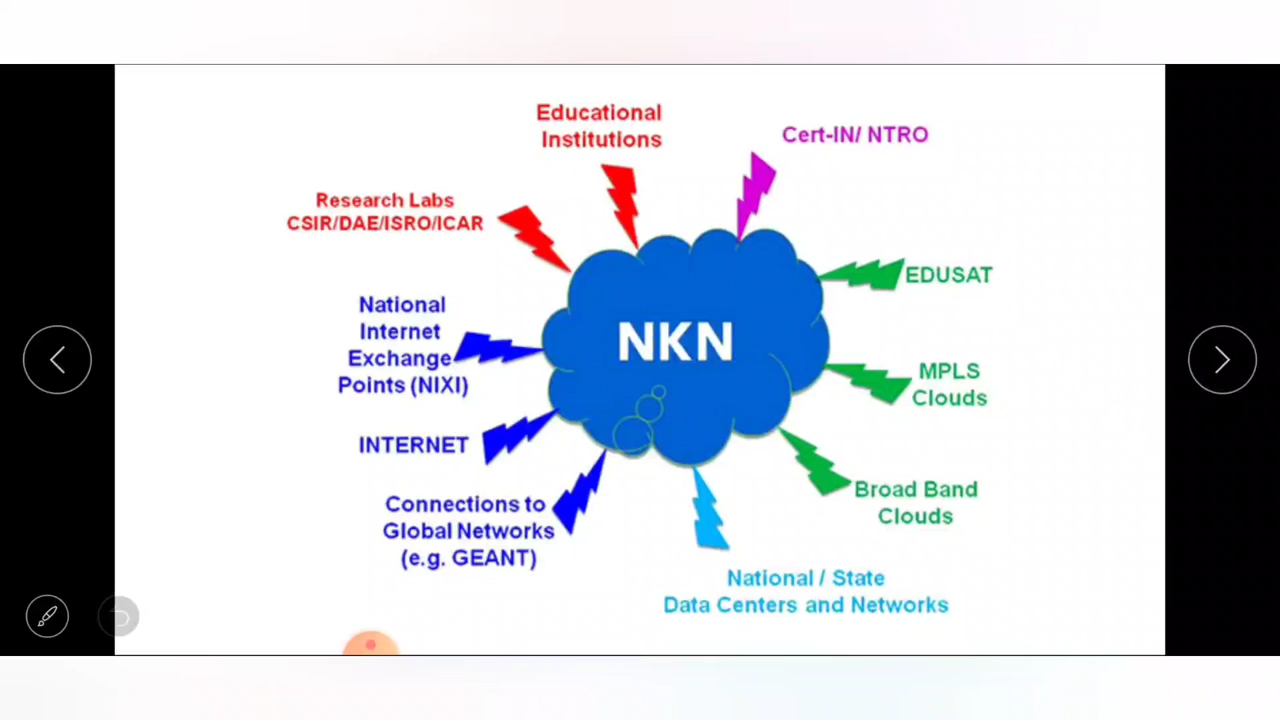 Educational
Institutions
Cert-IN/ NTRO
Research Labs
CSIR/DAE/ISRO/ICAR
EDUSAT
National
Internet
Exchange
Points (NIXI)
NKN
MPLS
Clouds
INTERNET
Broad Band
Clouds
Connections to
Global Networks
(e.g. GEANT)
National / State
Data Centers and Networks